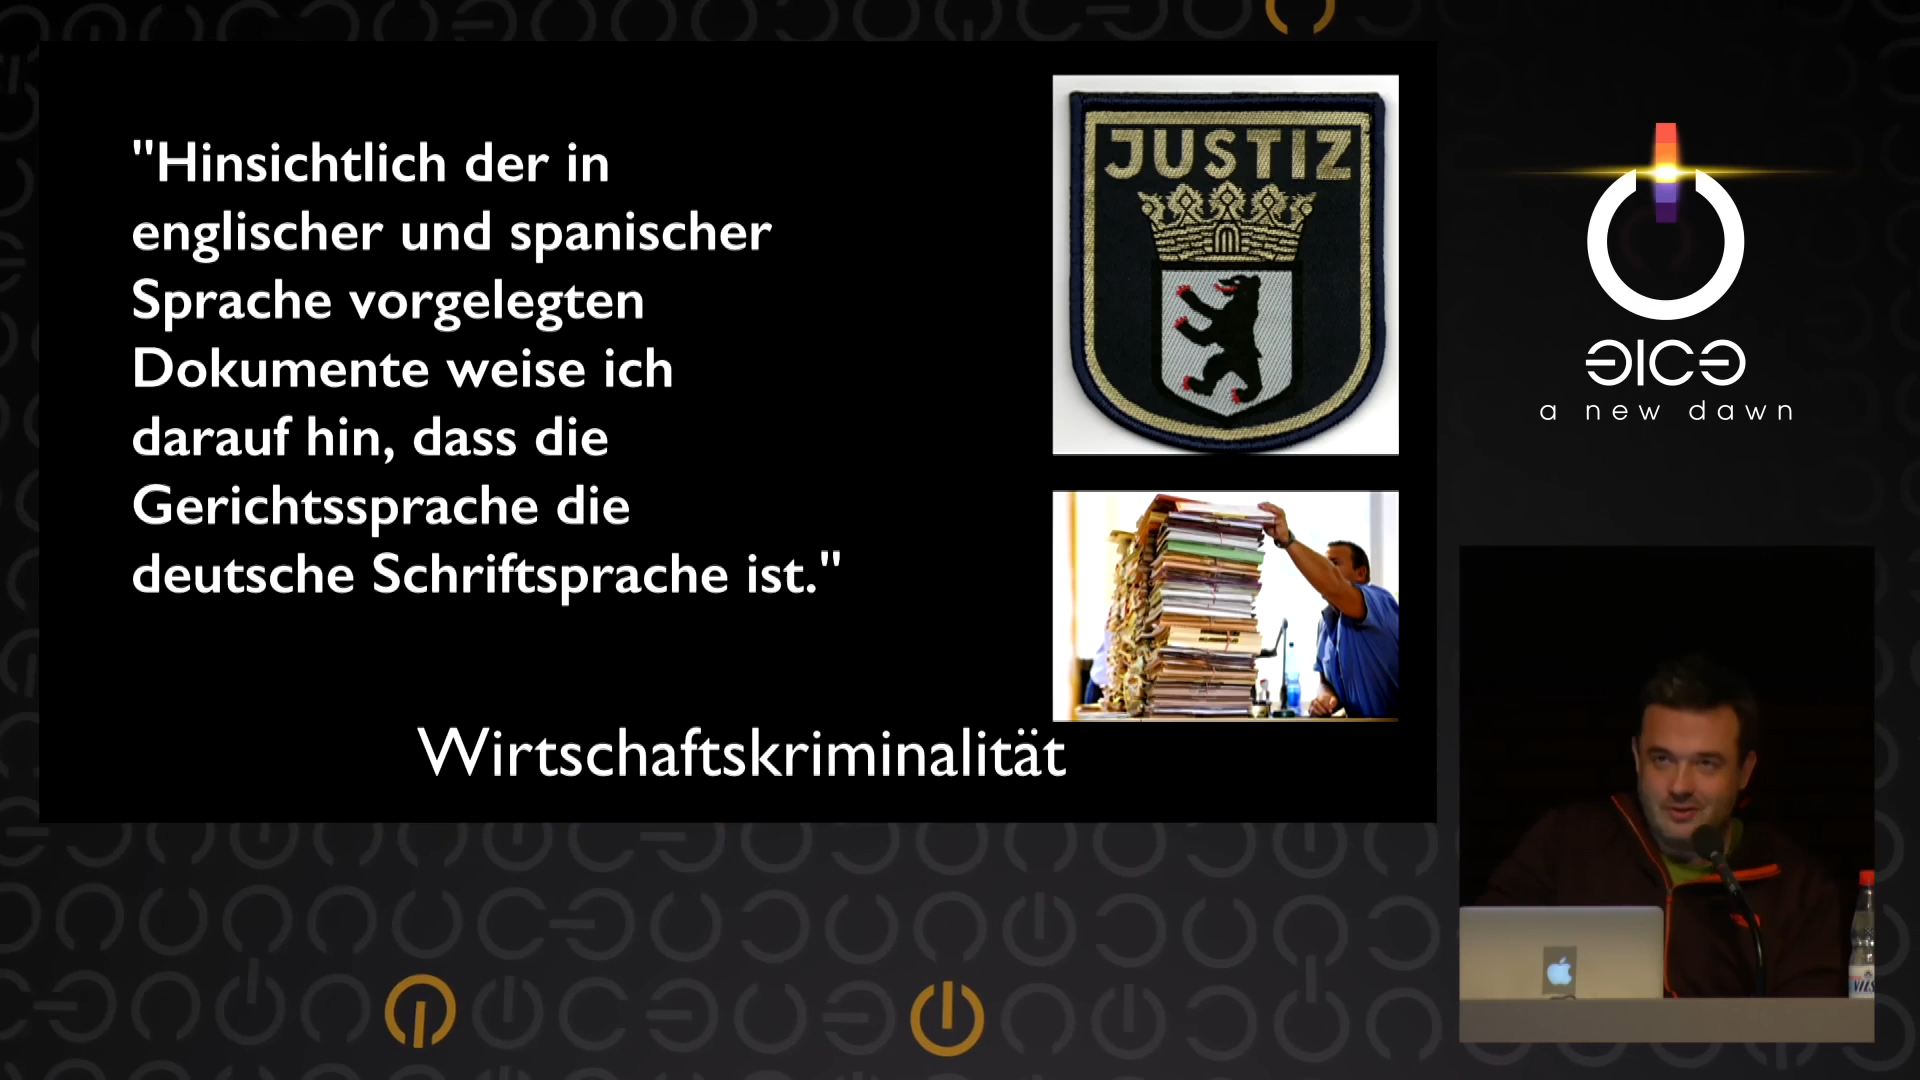 "Hinsichtlich der in
englischer und spanischer
Sprache vorgelegten
Dokumente weise ich
darauf hin, dass die
Gerichtssprache die
deutsche Schriftsprache ist."
Wirtschaftskriminalität
JUSTIZ
a new dawn